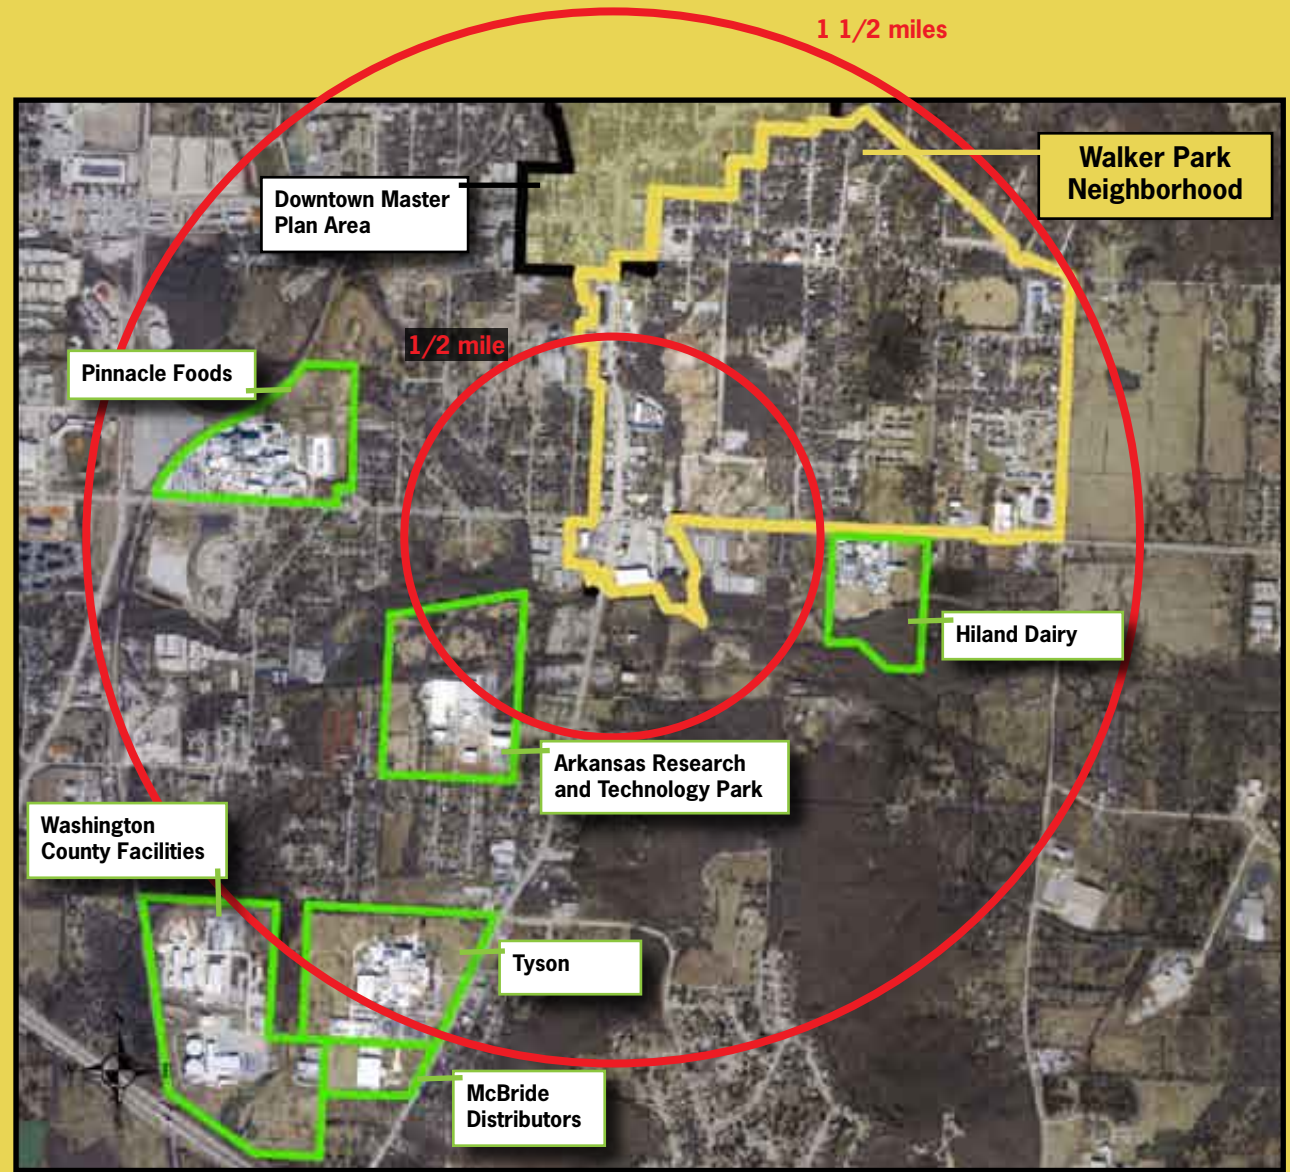 1 1/2 miles
Walker Park
Neighborhood
Downtown Master
Plan Area
1/2 mile
Pinnacle Foods
Hiland Dairy
Arkansas Research
and Technology Park
Washington
County Facilities
Tyson
McBride
Distributors